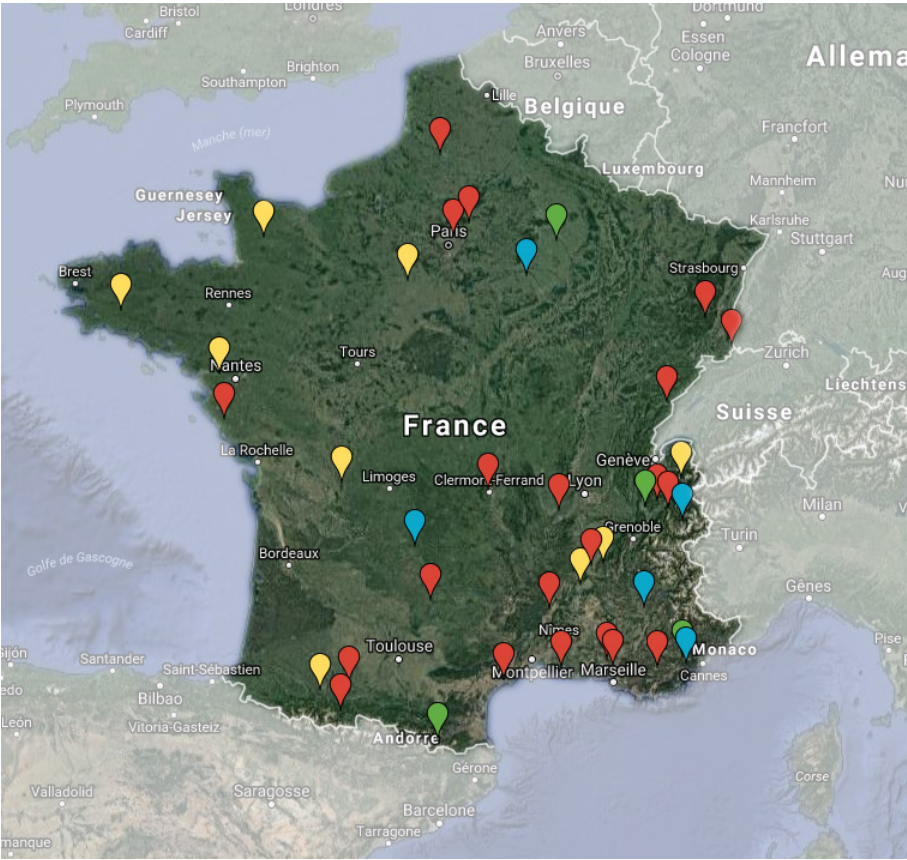 Londres
Dortmund
Bristol
Cardiff
Anvers
Essen
Cologne
Bruxelles
Allema
Brighton
Southampton
Lille
Belgique
Plymouth
Francfort
Manche (mer)
Luxembourg
Mannheim
Guernesey
Jersey
Karlsruhe
Paris
Stuttgart
Strasbourg
Brest
Aug
Rennes
Tours
Zurich
Nantes
Liechtens
Suisse
France
La Rochelle
Genève
Limoges
Clermont-Ferrand
Lyon
Milan
Turin
Grenoble
Bordeaux
Golfe de Gascogne
Gênes
Nîmes
Toulouse
Monaco
Pise
Gijón
Santander
Saint-Sébastien
Montpellier
Marseille
Cannes
edo
Bilbao
León
Vitoria-Gasteiz
Andorre
Gérone
Corse
Valladolid
Saragosse
Barcelone
Tarragone
manque